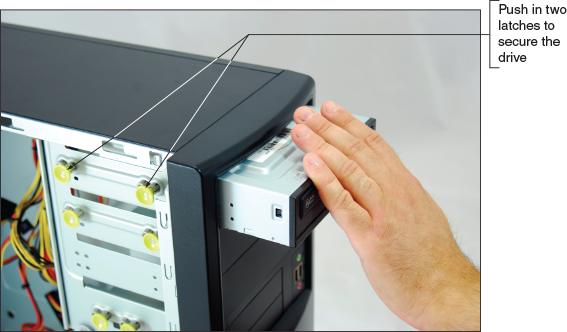 Push in two
latches to
secure the
drive